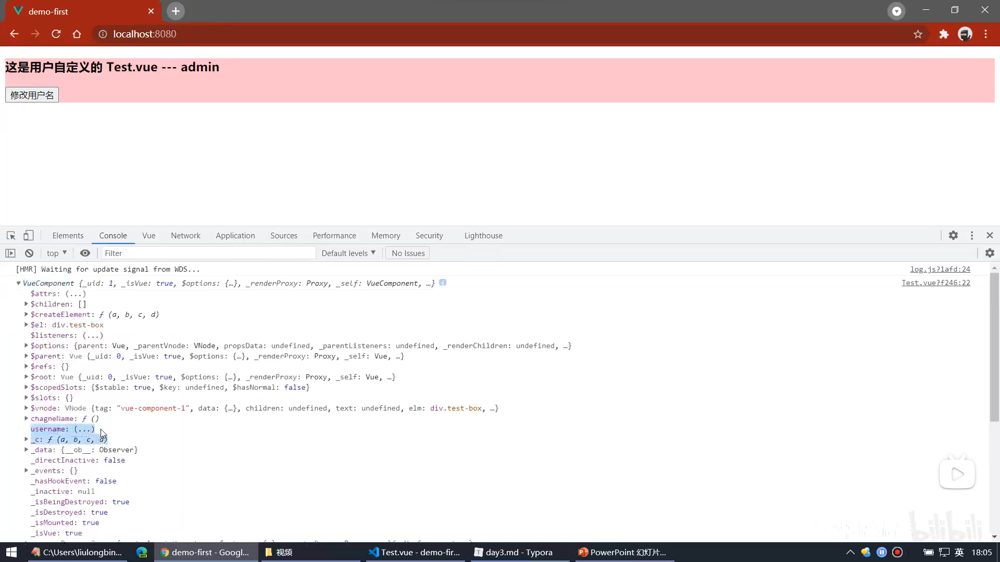 demo-first
localhost:8080
这是用户自定义的 Test.vue --- admin
修改用户名
Elements Console Vue Network Application Sources Performance Memory Security Lighthouse
top Filter Default levels No Issues
[HMR] Waiting for update signal from WDS... log.js?1afd:24
VueComponent {_uid: 1, _isVue: true, $options: {…}, _renderProxy: Proxy, _self: VueComponent, …} Test.vue?f246:22
$attrs: (...)
$children: []
$createElement: ƒ (a, b, c, d)
$el: div.test-box
$listeners: (...)
$options: {parent: Vue, _parentVnode: VNode, propsData: undefined, _parentListeners: undefined, _renderChildren: undefined, …}
$parent: Vue {_uid: 0, _isVue: true, $options: {…}, _renderProxy: Proxy, _self: Vue, …}
$refs: {}
$root: Vue {_uid: 0, _isVue: true, $options: {…}, _renderProxy: Proxy, _self: Vue, …}
$scopedSlots: {$stable: true, $key: undefined, $hasNormal: false}
$slots: {}
$vnode: VNode {tag: "vue-component-1", data: {…}, children: undefined, text: undefined, elm: div.test-box, …}
chagneName: ƒ ()
username: (...)
_c: ƒ (a, b, c, d)
_data: {__ob__: Observer}
_directInactive: false
_events: {}
_hasHookEvent: false
_inactive: null
_isBeingDestroyed: true
_isDestroyed: true
_isMounted: true
_isVue: true
bilibili
C:\Users\liulongbin... demo-first - Googl... 视频 Test.vue - demo-fir... day3.md - Typora PowerPoint 幻灯片... 英 18:05